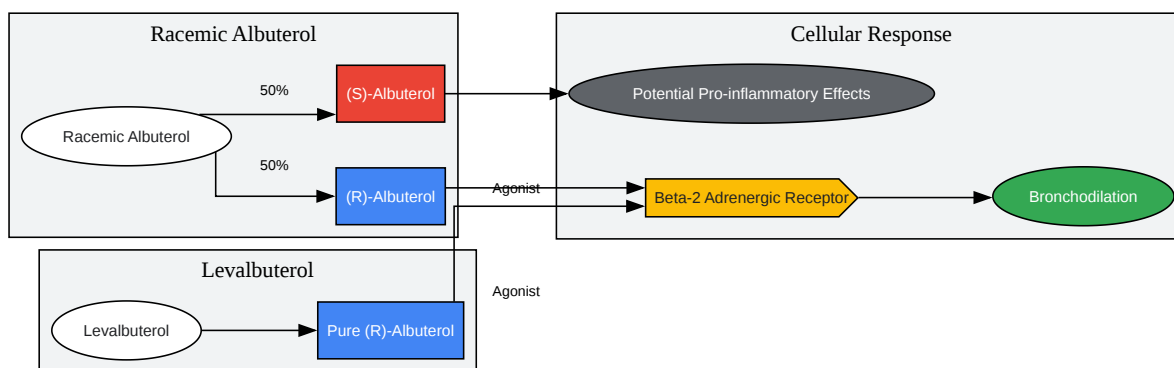 Racemic Albuterol
Cellular Response
50%
(S)-Albuterol
Potential Pro-inflammatory Effects
Racemic Albuterol
50%
(R)-Albuterol
Agonist
Beta-2 Adrenergic Receptor
Bronchodilation
Levalbuterol
Agonist
Levalbuterol
Pure (R)-Albuterol